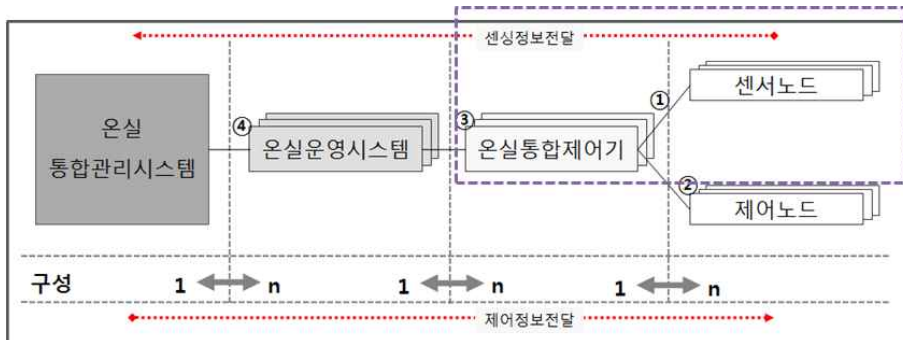 센싱정보전달
① 센서노드
온실
통합관리시스템
④ 온실운영시스템
③ 온실통합제어기
② 제어노드
구성 1 n 1 n 1 n
제어정보전달